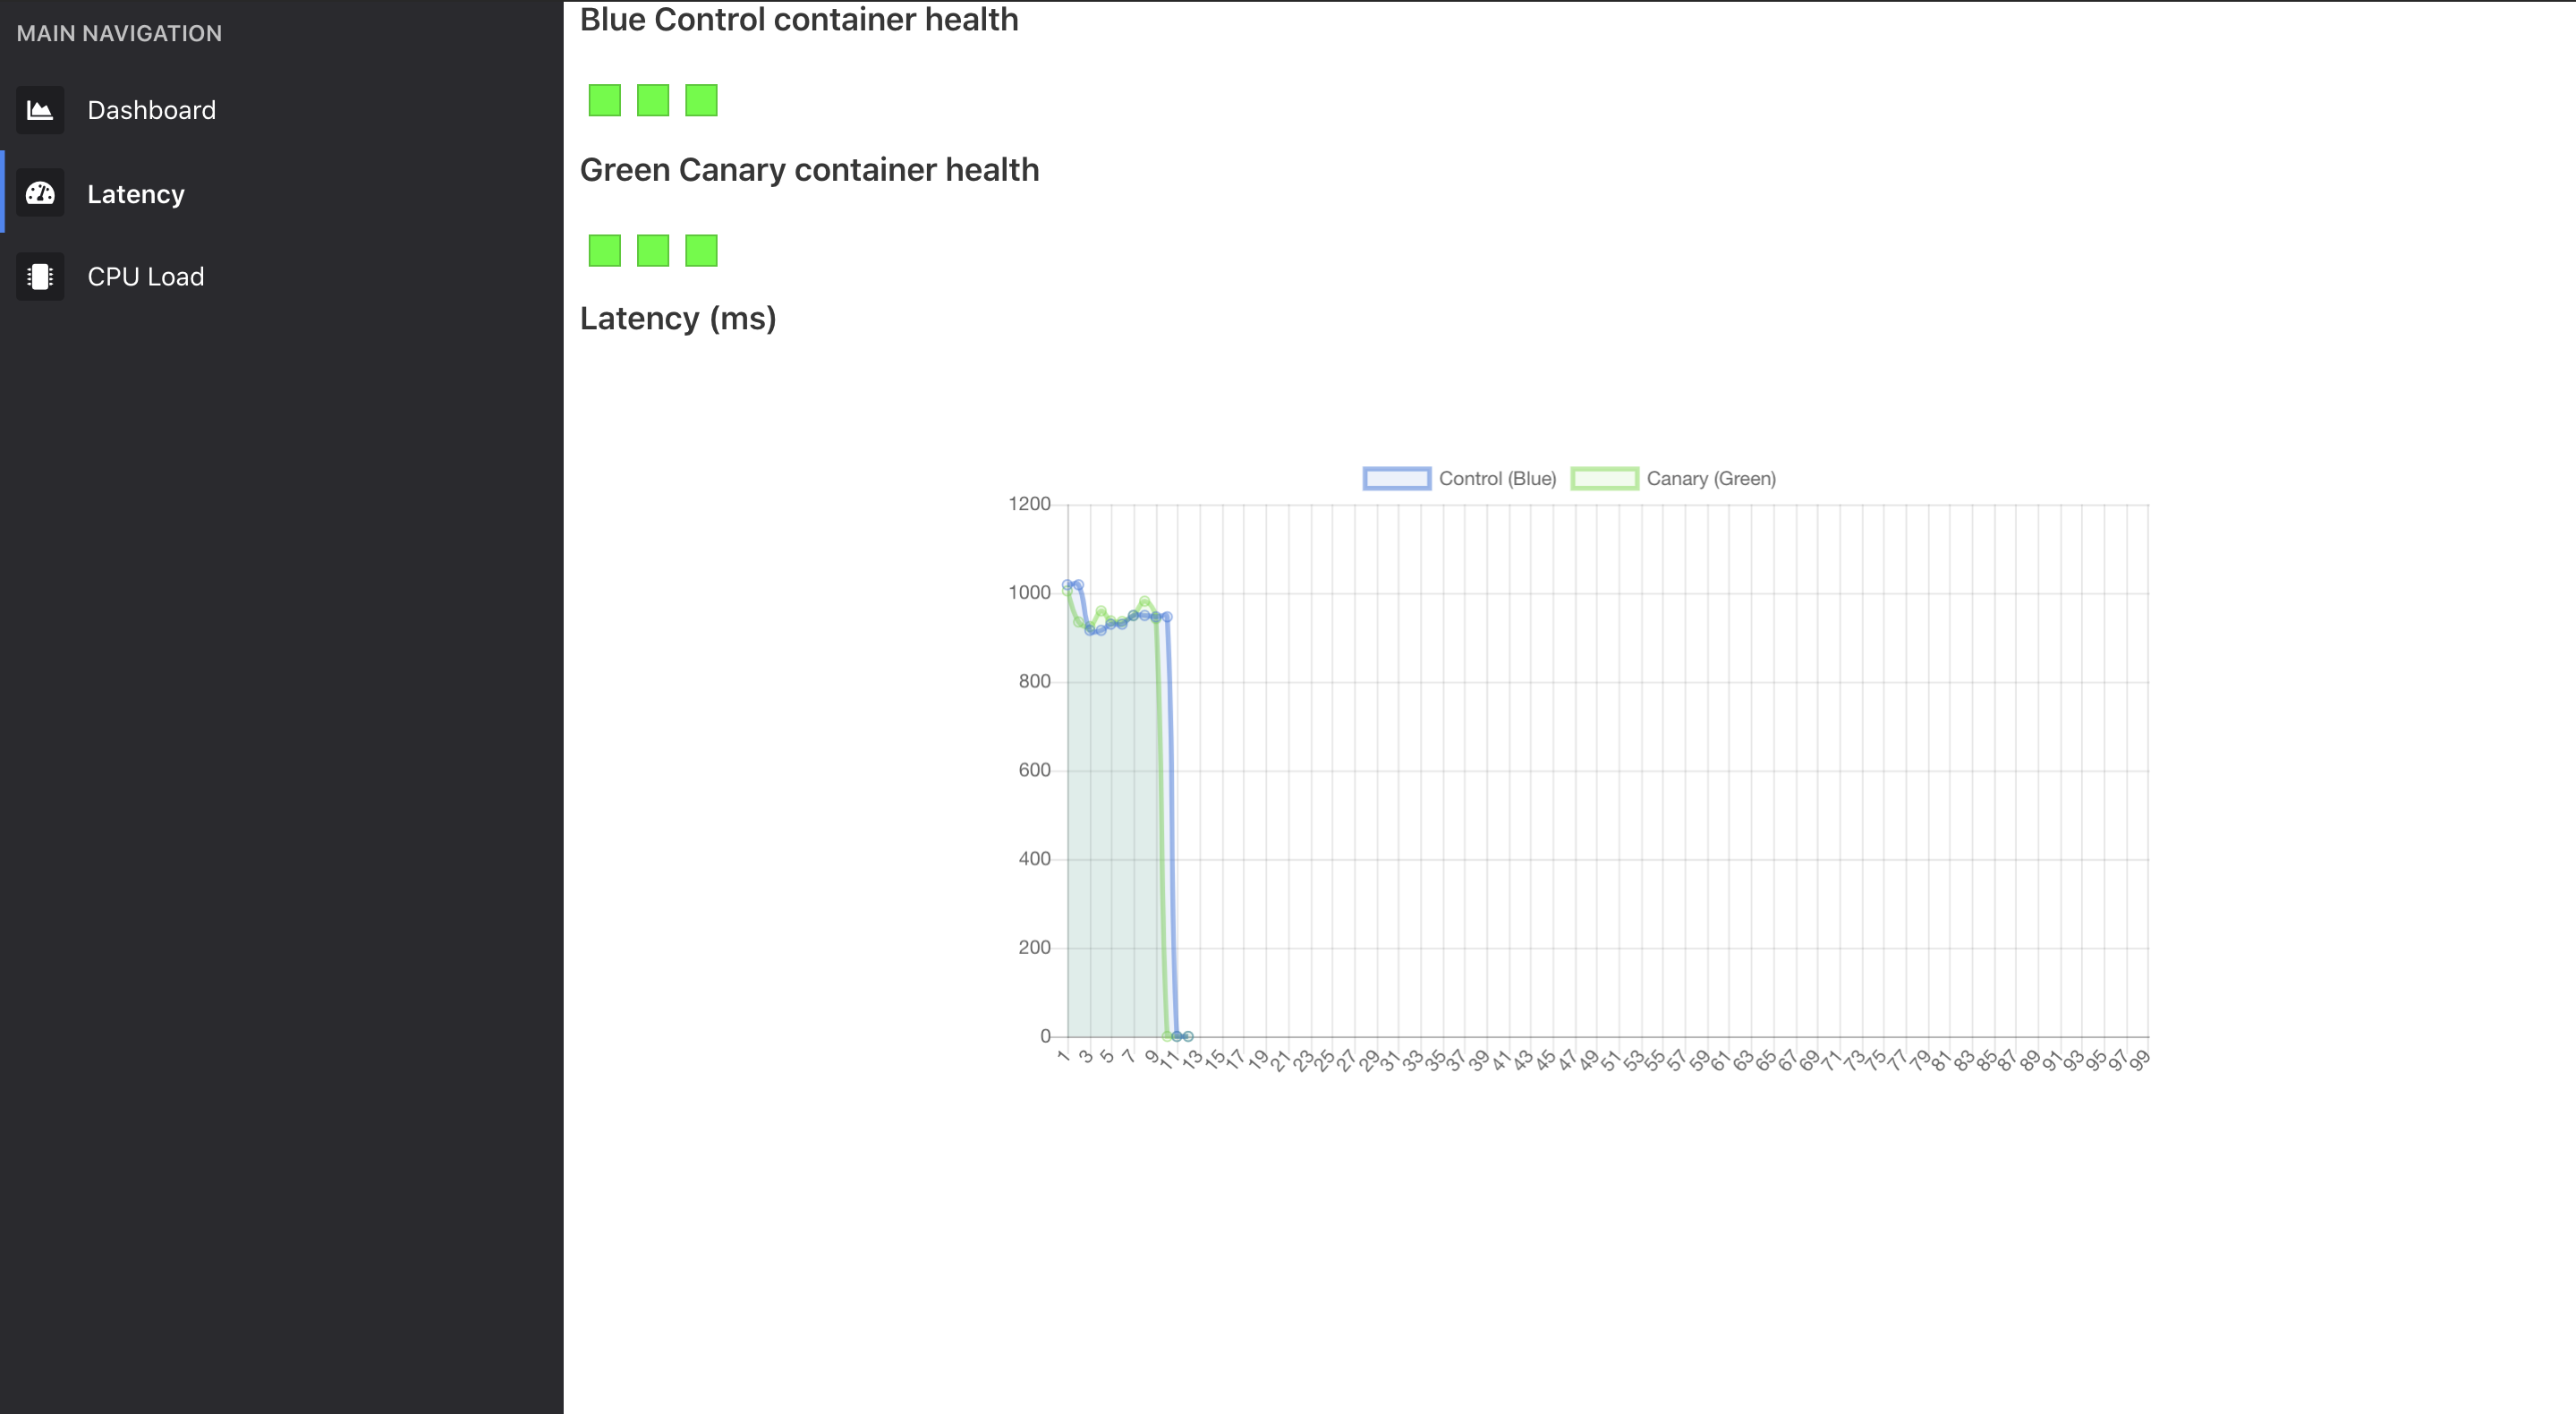 MAIN NAVIGATION
Dashboard
Latency
CPU Load
Blue Control container health
Green Canary container health
Latency (ms)
Control (Blue) Canary (Green)
1200
1000
800
600
400
200
0
1 3 5 7 9 11 13 15 17 19 21 23 25 27 29 31 33 35 37 39 41 43 45 47 49 51 53 55 57 59 61 63 65 67 69 71 73 75 77 79 81 83 85 87 89 91 93 95 97 99